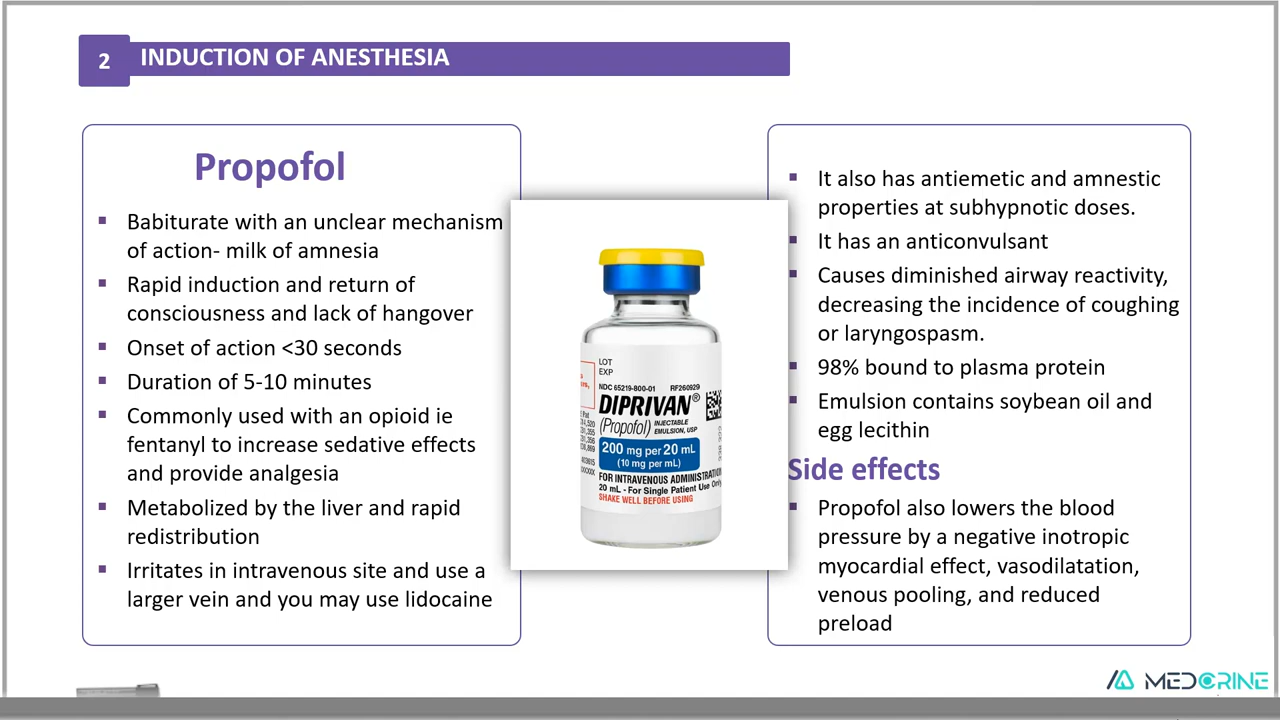 2
INDUCTION OF ANESTHESIA
Propofol
Babiturate with an unclear mechanism
of action- milk of amnesia
Rapid induction and return of
consciousness and lack of hangover
Onset of action <30 seconds
Duration of 5-10 minutes
Commonly used with an opioid ie
fentanyl to increase sedative effects
and provide analgesia
Metabolized by the liver and rapid
redistribution
Irritates in intravenous site and use a
larger vein and you may use lidocaine
LOT
EXP
NDC 65219-800-01 RF260929
DIPRIVAN®
(Propofol) INJECTABLE
EMULSION, USP
200 mg per 20 mL
(10 mg per mL)
FOR INTRAVENOUS ADMINISTRATION
20 mL - For Single Patient Use Only
SHAKE WELL BEFORE USING
It also has antiemetic and amnestic
properties at subhypnotic doses.
It has an anticonvulsant
Causes diminished airway reactivity,
decreasing the incidence of coughing
or laryngospasm.
98% bound to plasma protein
Emulsion contains soybean oil and
egg lecithin
Side effects
Propofol also lowers the blood
pressure by a negative inotropic
myocardial effect, vasodilatation,
venous pooling, and reduced
preload
MEDCRINE